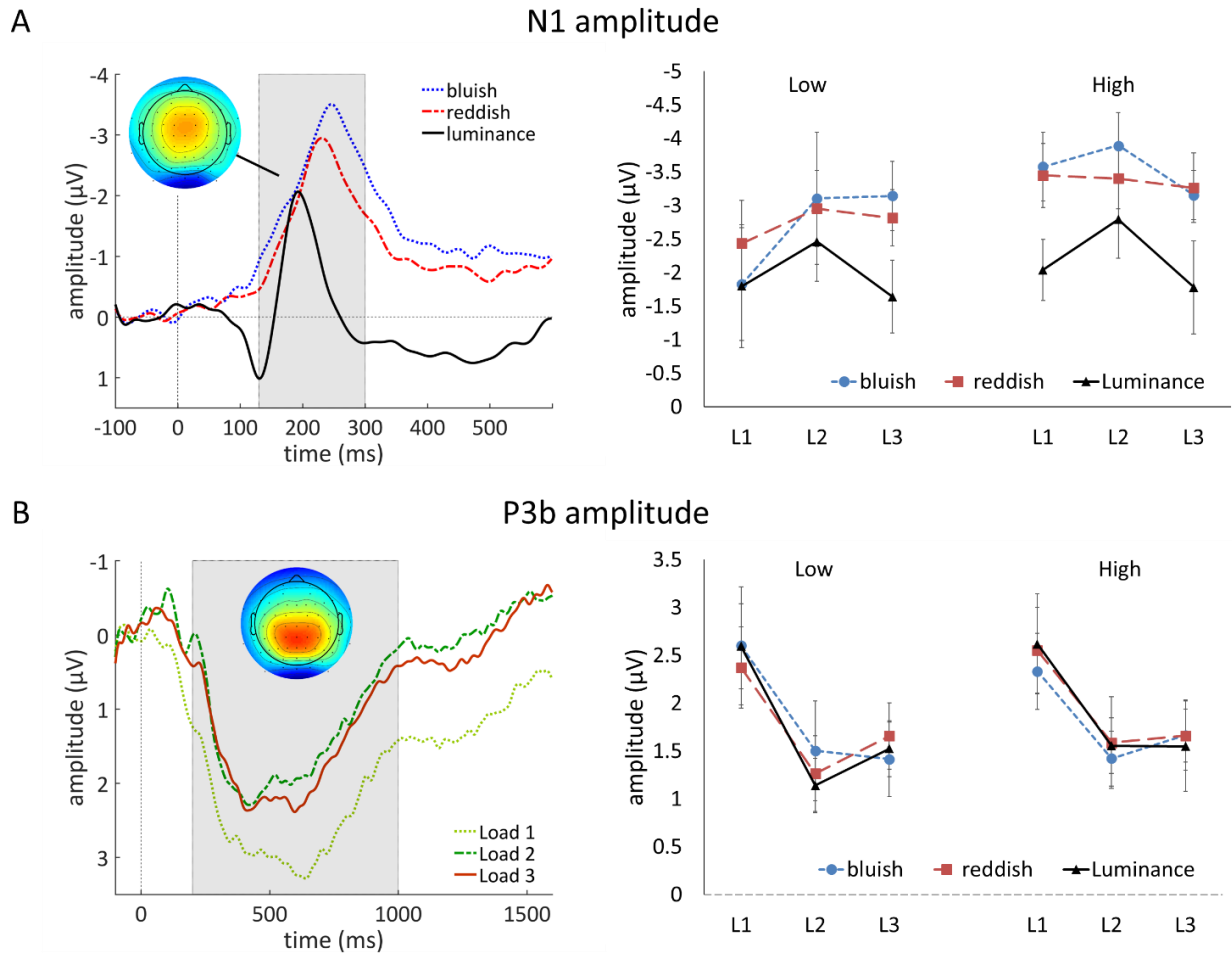 A
N1 amplitude
-4
-3
-2
-1
0
1
amplitude (µV)
-100 0 100 200 300 400 500
time (ms)
bluish
reddish
luminance
-5
-4.5
-4
-3.5
-3
-2.5
-2
-1.5
-1
-0.5
0
amplitude (µV)
Low
High
bluish reddish Luminance
L1 L2 L3 L1 L2 L3
B
P3b amplitude
-1
0
1
2
3
amplitude (µV)
0 500 1000 1500
time (ms)
Load 1
Load 2
Load 3
3.5
3
2.5
2
1.5
1
0.5
0
amplitude (µV)
Low
High
bluish reddish Luminance
L1 L2 L3 L1 L2 L3